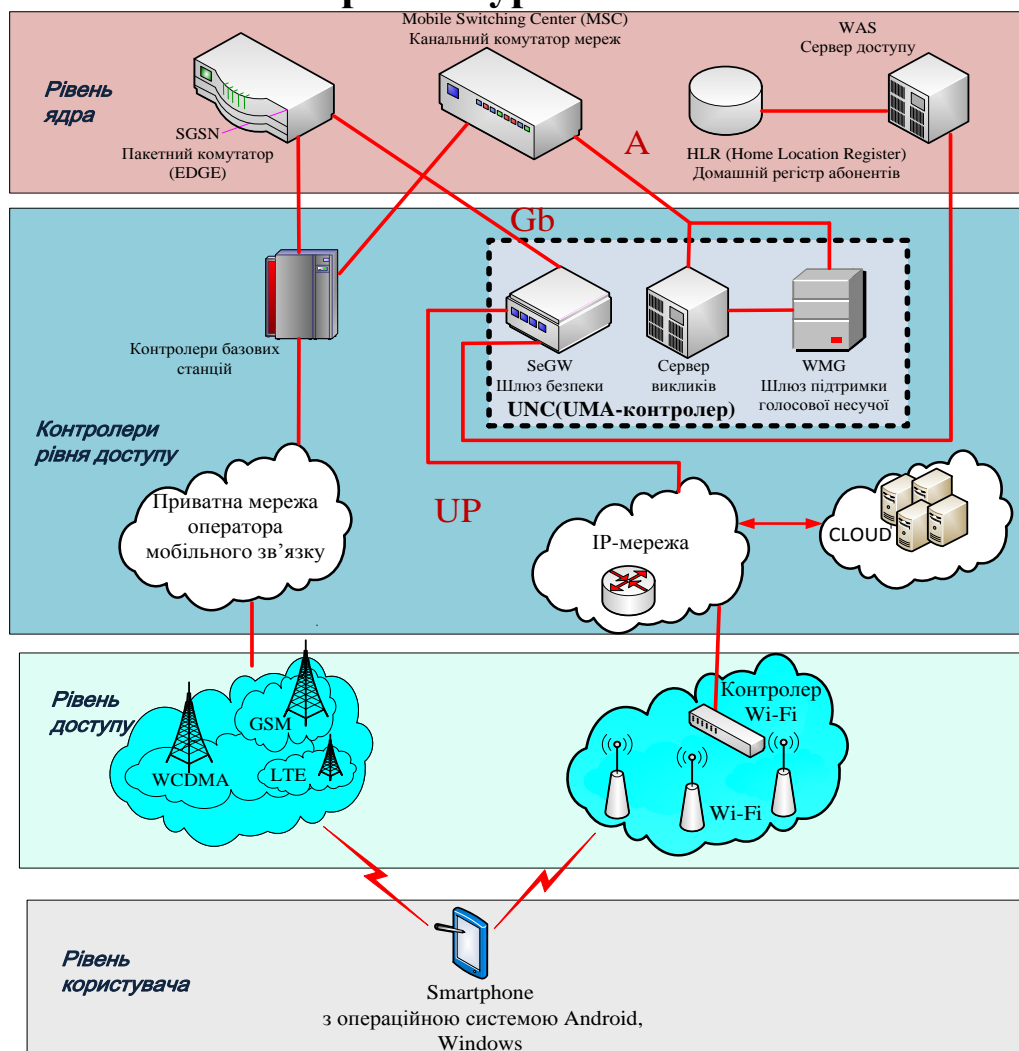 Mobile Switching Center (MSC)
Канальний комутатор мереж
WAS
Сервер доступу
Рівень
ядра
SGSN
Пакетний комутатор
(EDGE)
A
HLR (Home Location Register)
Домашній регістр абонентів
Gb
Контролери базових
станцій
SeGW
Шлюз безпеки
Сервер
викликів
WMG
Шлюз підтримки
голосової несучої
UNC(UMA-контролер)
Контролери
рівня доступу
Приватна мережа
оператора
мобільного зв’язку
UP
IP-мережа
CLOUD
Рівень
доступу
GSM
WCDMA
LTE
Контролер
Wi-Fi
Wi-Fi
Рівень
користувача
Smartphone
з операційною системою Android,
Windows